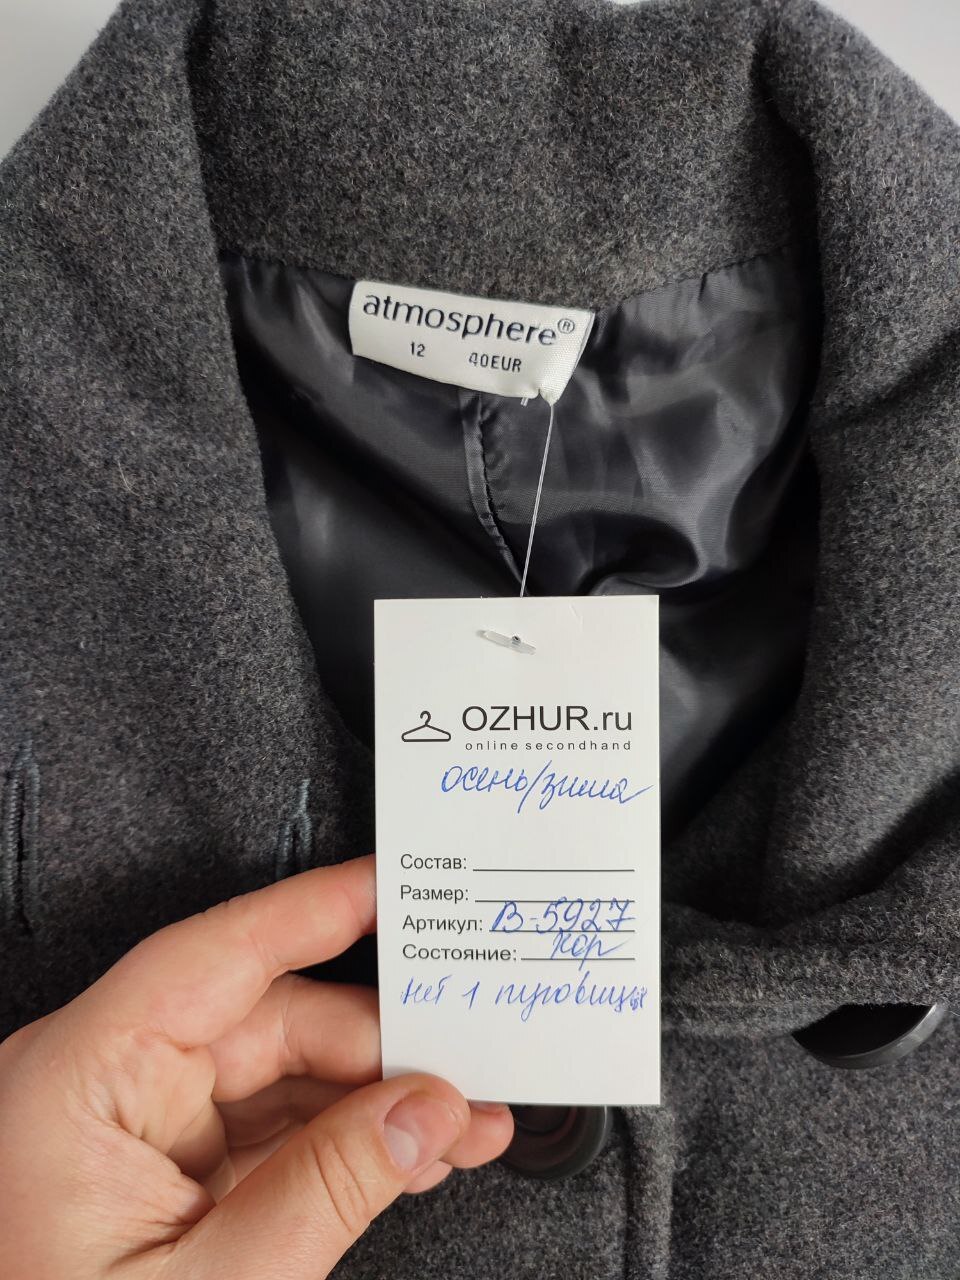 atmosphere®
12 40EUR
OZHUR.ru
online secondhand
осень/зима
Состав:
Размер:
Артикул: В-5927
Состояние: хор
нет 1 пуговицы